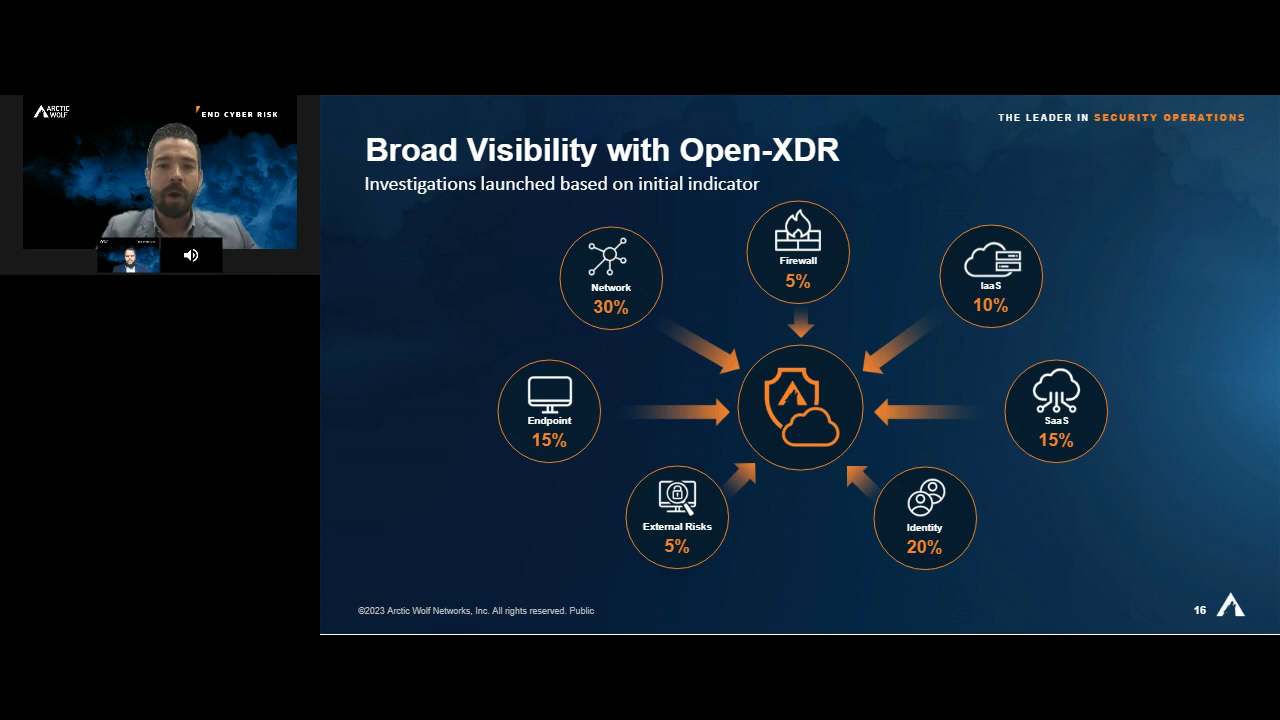 ARCTIC
WOLF
END CYBER RISK
THE LEADER IN SECURITY OPERATIONS
Broad Visibility with Open-XDR
Investigations launched based on initial indicator
Network
30%
Firewall
5%
IaaS
10%
Endpoint
15%
SaaS
15%
External Risks
5%
Identity
20%
©2023 Arctic Wolf Networks, Inc. All rights reserved. Public
16